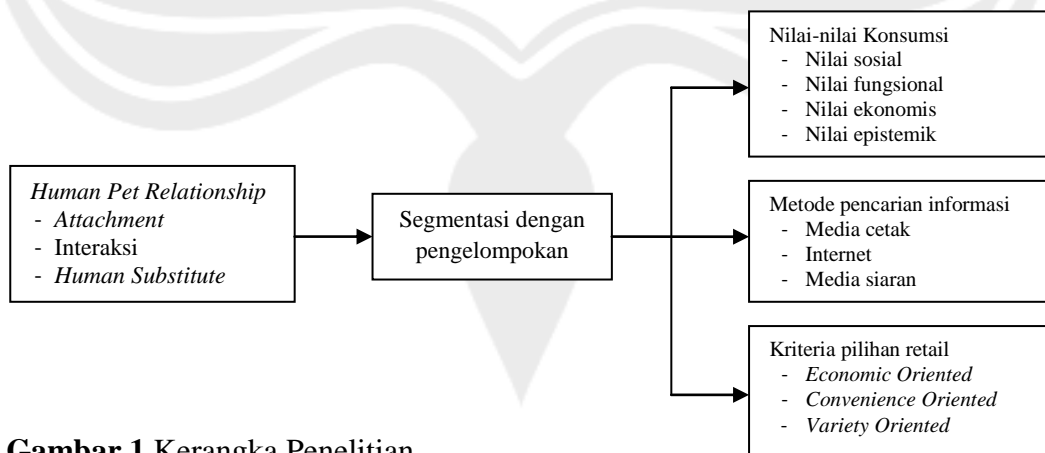 Human Pet Relationship
- Attachment
- Interaksi
- Human Substitute
Segmentasi dengan
pengelompokan
Nilai-nilai Konsumsi
- Nilai sosial
- Nilai fungsional
- Nilai ekonomis
- Nilai epistemik
Metode pencarian informasi
- Media cetak
- Internet
- Media siaran
Kriteria pilihan retail
- Economic Oriented
- Convenience Oriented
- Variety Oriented
Gambar 1 Kerangka Penelitian